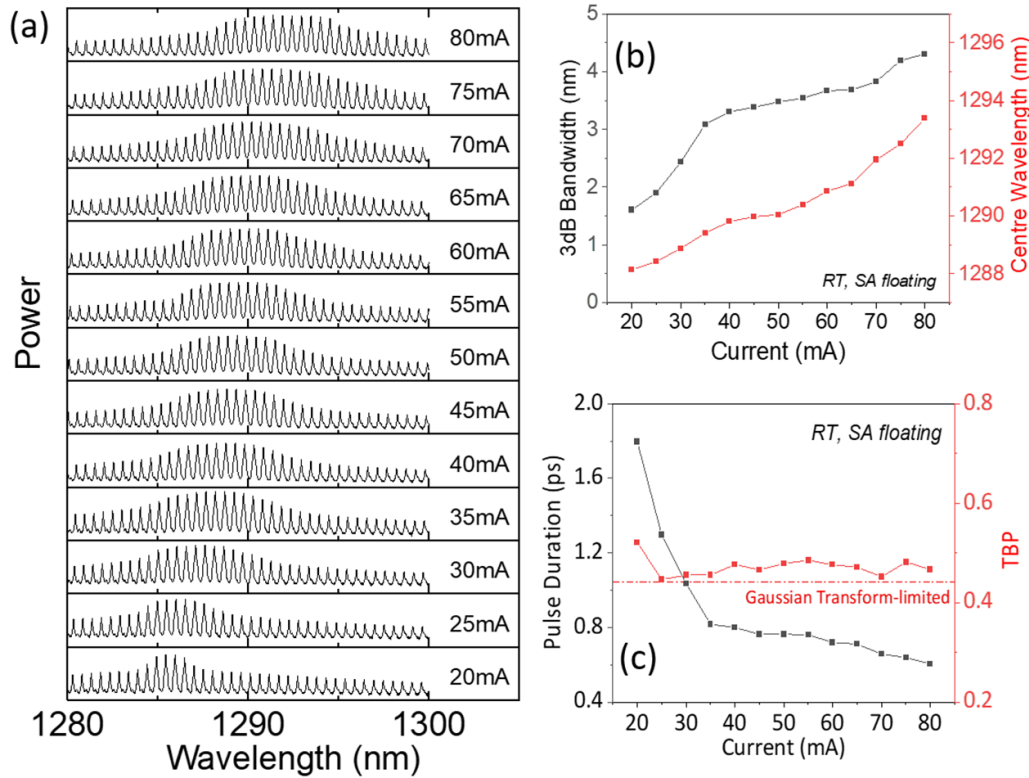 (a)
Power
80mA
75mA
70mA
65mA
60mA
55mA
50mA
45mA
40mA
35mA
30mA
25mA
20mA
1280
1290
1300
Wavelength (nm)
(b)
3dB Bandwidth (nm)
5
4
3
2
1
0
Centre Wavelength (nm)
1296
1294
1292
1290
1288
RT, SA floating
20
30
40
50
60
70
80
Current (mA)
(c)
Pulse Duration (ps)
2.0
1.6
1.2
0.8
0.4
TBP
0.8
0.6
0.4
0.2
RT, SA floating
Gaussian Transform-limited
20
30
40
50
60
70
80
Current (mA)